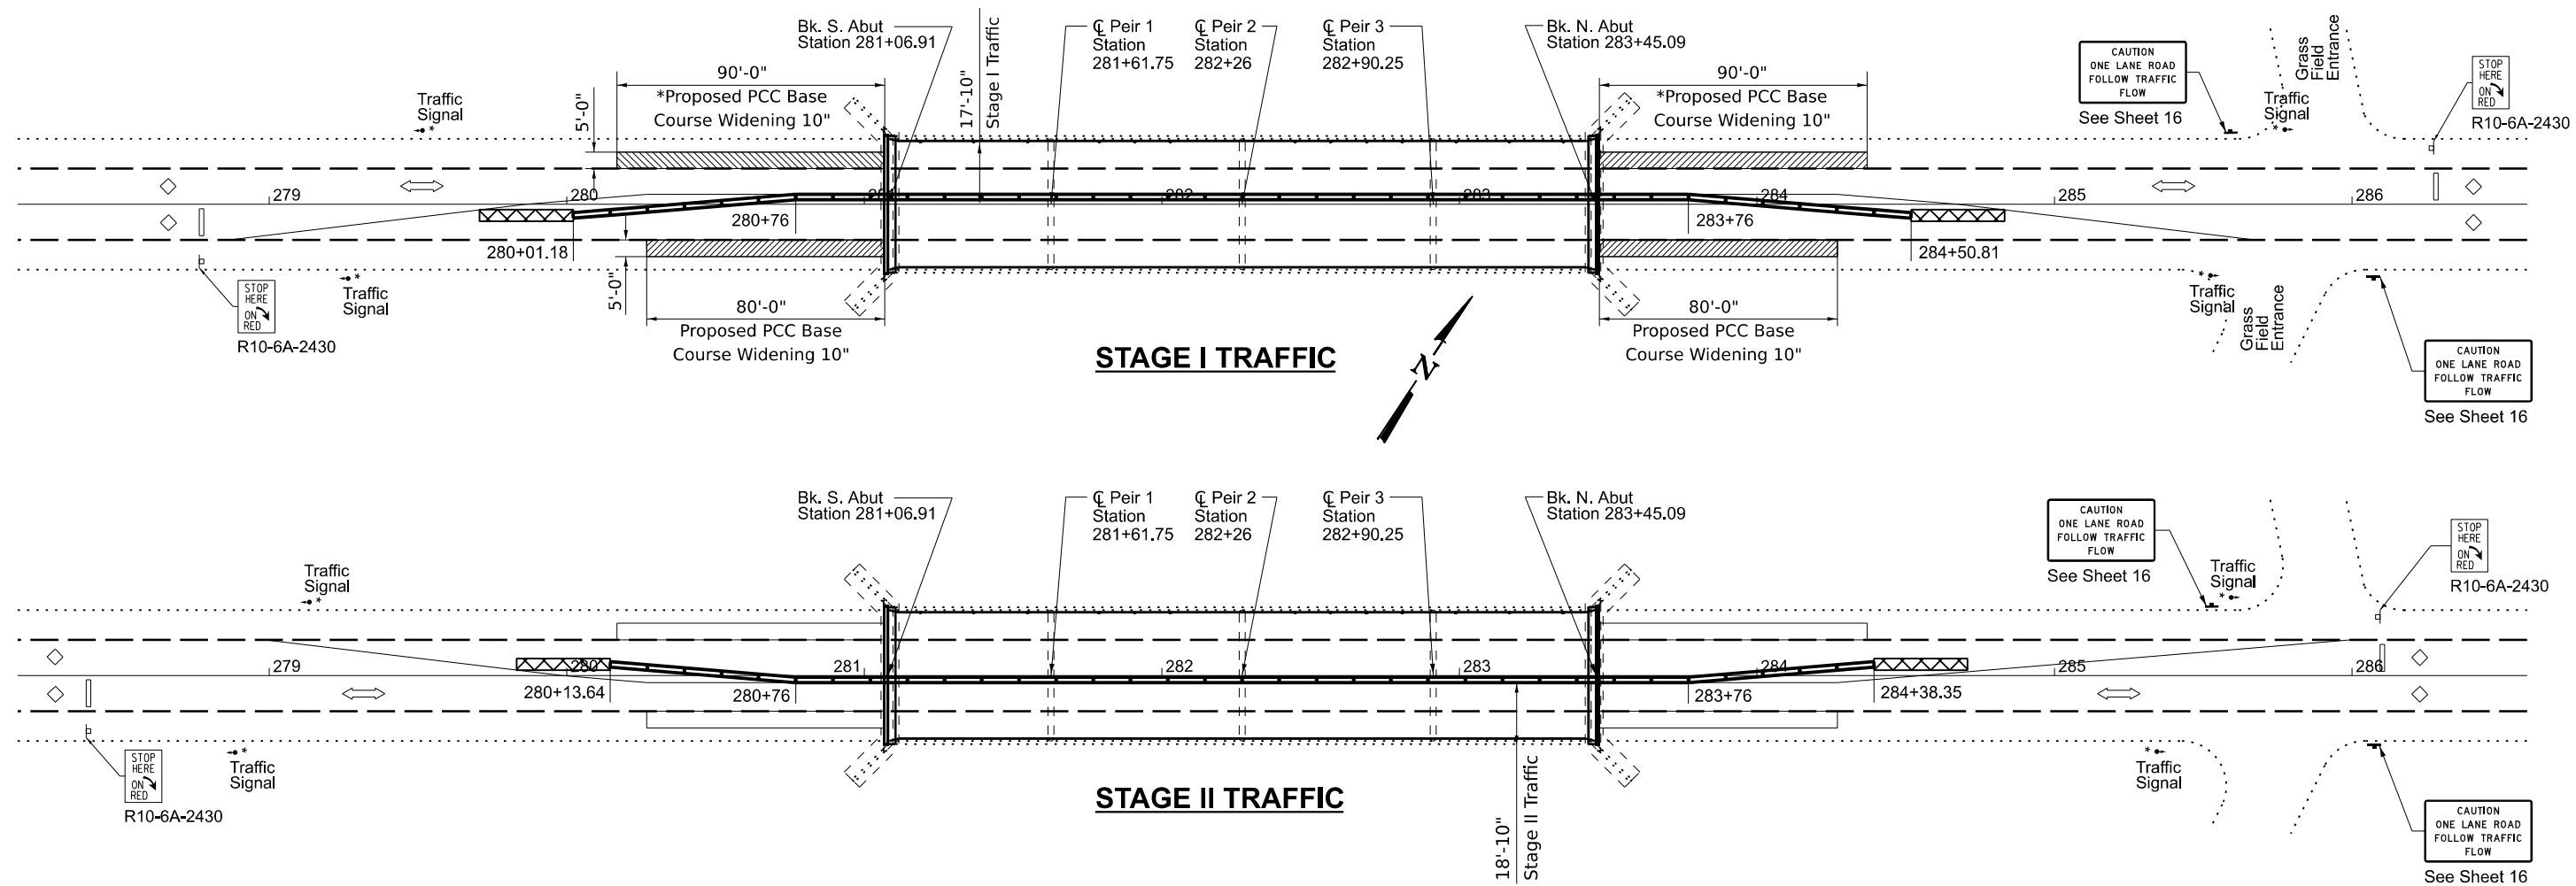 Bk. S. Abut
Station 281+06.91
17'-10"
Stage I Traffic
℄ Peir 1
Station
281+61.75
℄ Peir 2
Station
282+26
℄ Peir 3
Station
282+90.25
Bk. N. Abut
Station 283+45.09
CAUTION
ONE LANE ROAD
FOLLOW TRAFFIC
FLOW
See Sheet 16
Grass
Field
Entrance
Traffic
Signal
*
STOP
HERE
ON
RED
R10-6A-2430
Traffic
Signal
*
5'-0"
90'-0"
*Proposed PCC Base
Course Widening 10"
90'-0"
*Proposed PCC Base
Course Widening 10"
279
280
281
282
283
284
285
286
280+01.18
280+76
283+76
284+50.81
STOP
HERE
ON
RED
R10-6A-2430
*
Traffic
Signal
5'-0"
80'-0"
Proposed PCC Base
Course Widening 10"
STAGE I TRAFFIC
N
80'-0"
Proposed PCC Base
Course Widening 10"
*
Traffic
Signal
Grass
Field
Entrance
CAUTION
ONE LANE ROAD
FOLLOW TRAFFIC
FLOW
See Sheet 16
Bk. S. Abut
Station 281+06.91
℄ Peir 1
Station
281+61.75
℄ Peir 2
Station
282+26
℄ Peir 3
Station
282+90.25
Bk. N. Abut
Station 283+45.09
CAUTION
ONE LANE ROAD
FOLLOW TRAFFIC
FLOW
See Sheet 16
Traffic
Signal
*
STOP
HERE
ON
RED
R10-6A-2430
Traffic
Signal
*
279
280
281
282
283
284
285
286
280+13.64
280+76
283+76
284+38.35
STOP
HERE
ON
RED
R10-6A-2430
*
Traffic
Signal
STAGE II TRAFFIC
18'-10"
Stage II Traffic
*
Traffic
Signal
CAUTION
ONE LANE ROAD
FOLLOW TRAFFIC
FLOW
See Sheet 16